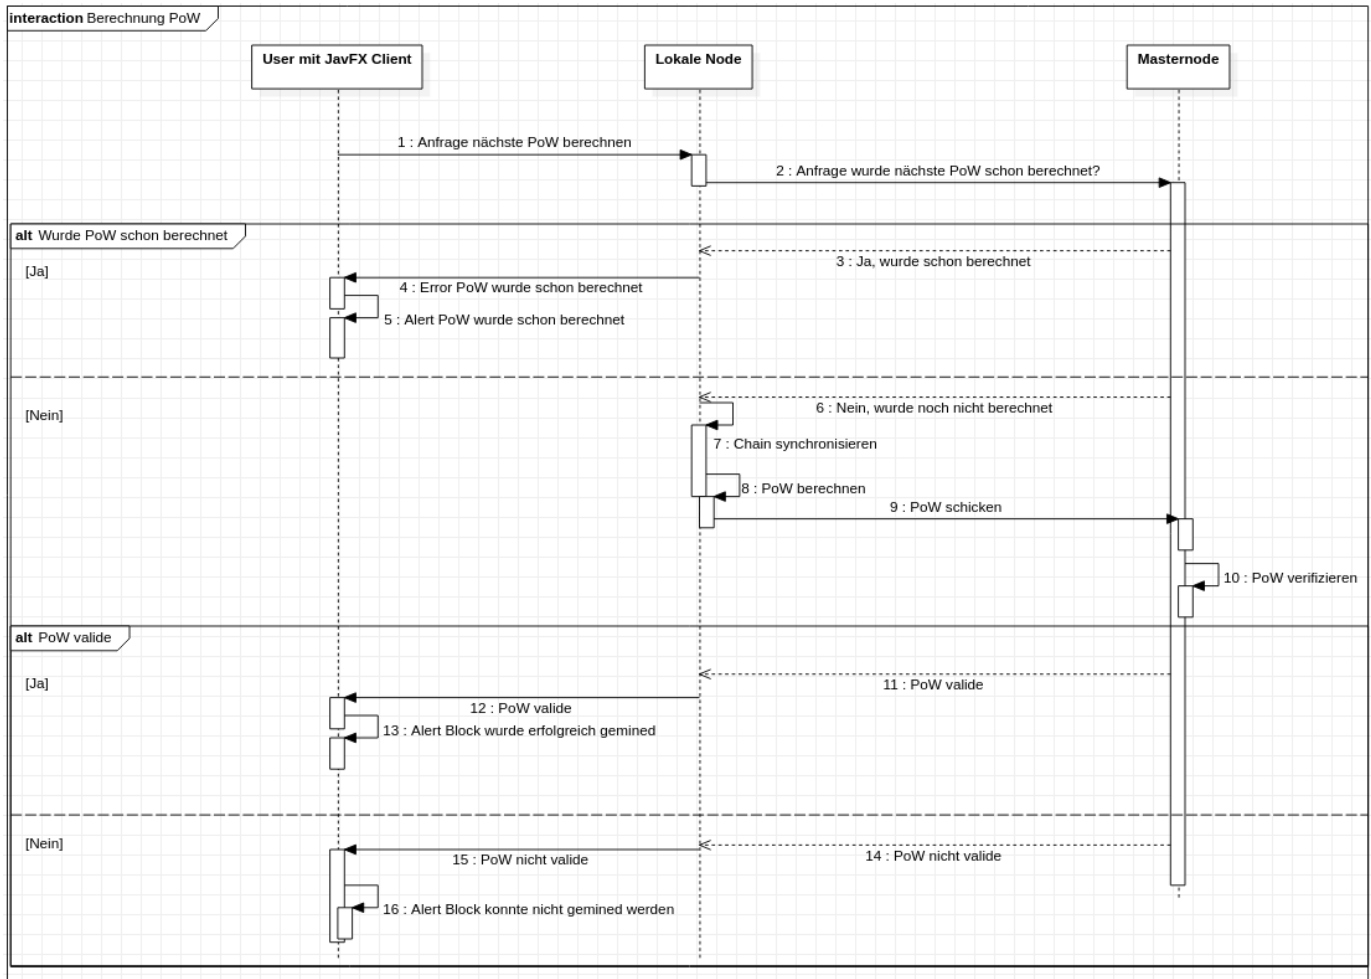 interaction Berechnung PoW
User mit JavFX Client
Lokale Node
Masternode
1 : Anfrage nächste PoW berechnen
2 : Anfrage wurde nächste PoW schon berechnet?
alt Wurde PoW schon berechnet
3 : Ja, wurde schon berechnet
[Ja]
4 : Error PoW wurde schon berechnet
5 : Alert PoW wurde schon berechnet
[Nein]
6 : Nein, wurde noch nicht berechnet
7 : Chain synchronisieren
8 : PoW berechnen
9 : PoW schicken
10 : PoW verifizieren
alt PoW valide
[Ja]
11 : PoW valide
12 : PoW valide
13 : Alert Block wurde erfolgreich gemined
[Nein]
14 : PoW nicht valide
15 : PoW nicht valide
16 : Alert Block konnte nicht gemined werden